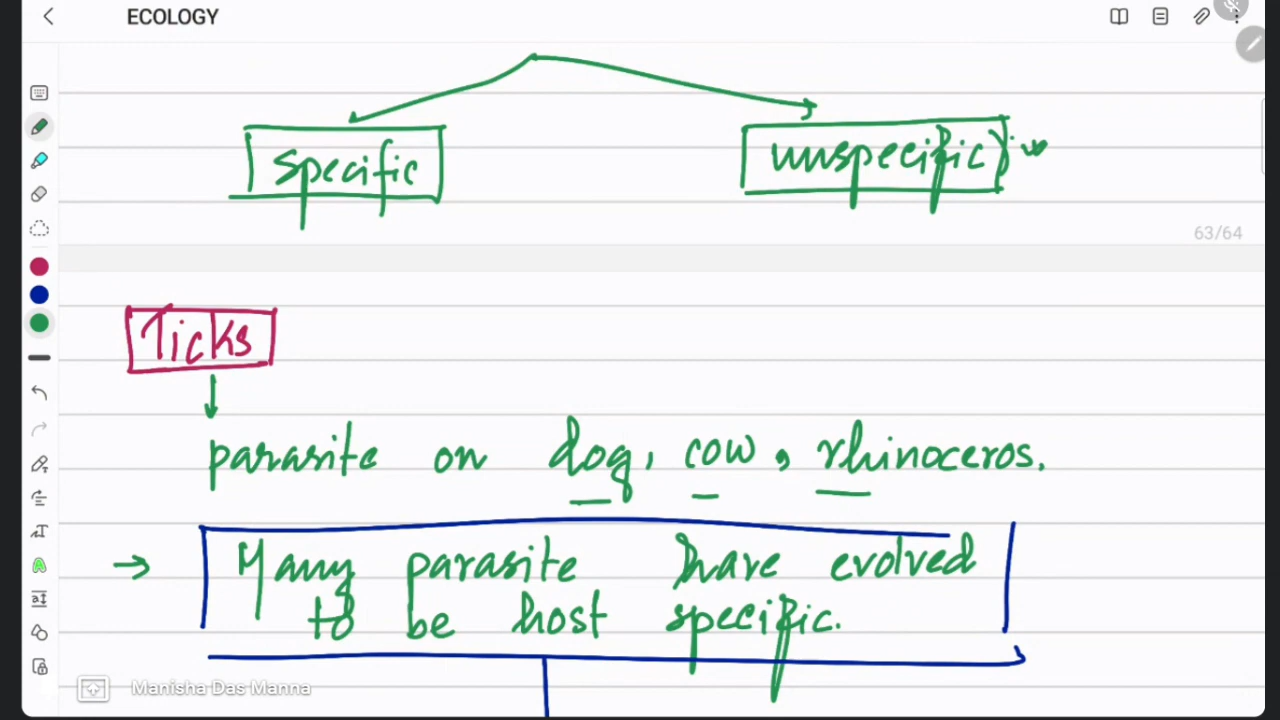 ECOLOGY
specific
unspecific
63/64
Ticks
parasite on dog, cow, rhinoceros.
→ Many parasite have evolved
to be host specific.
Manisha Das Manna